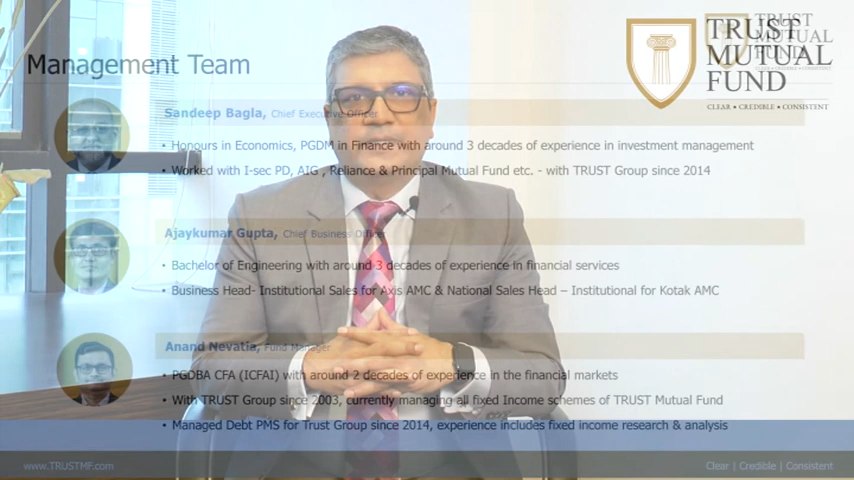 TRUST
MUTUAL
FUND
CLEAR • CREDIBLE • CONSISTENT
Management Team
Sandeep Bagla, Chief Executive Officer
• Honours in Economics, PGDM in Finance with around 3 decades of experience in investment management
• Worked with I-sec PD, AIG , Reliance & Principal Mutual Fund etc. - with TRUST Group since 2014
Ajaykumar Gupta, Chief Business Officer
• Bachelor of Engineering with around 3 decades of experience in financial services
• Business Head- Institutional Sales for Axis AMC & National Sales Head – Institutional for Kotak AMC
Anand Nevatia, Fund Manager
• PGDBA CFA (ICFAI) with around 2 decades of experience in the financial markets
• With TRUST Group since 2003, currently managing all fixed Income schemes of TRUST Mutual Fund
• Managed Debt PMS for Trust Group since 2014, experience includes fixed income research & analysis
www.TRUSTMF.com
Clear | Credible | Consistent